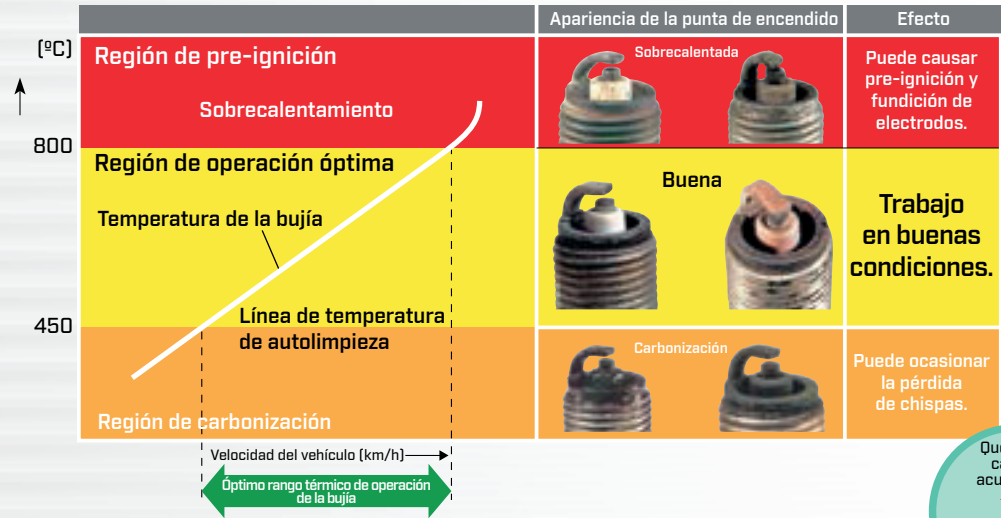 Apariencia de la punta de encendido
Efecto
(ºC)
Región de pre-ignición
Sobrecalentamiento
Sobrecalentada
Puede causar
pre-ignición y
fundición de
electrodos.
800
Región de operación óptima
Temperatura de la bujía
Buena
Trabajo
en buenas
condiciones.
450
Línea de temperatura
de autolimpieza
Región de carbonización
Carbonización
Puede ocasionar
la pérdida
de chispas.
Velocidad del vehículo (km/h)
Óptimo rango térmico de operación
de la bujía